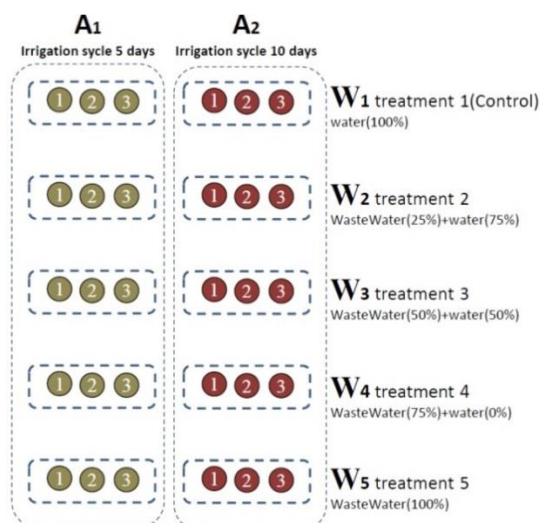 A1 A2
Irrigation sycle 5 days Irrigation sycle 10 days
1 2 3 1 2 3 W1 treatment 1(Control)
water(100%)
1 2 3 1 2 3 W2 treatment 2
WasteWater(25%)+water(75%)
1 2 3 1 2 3 W3 treatment 3
WasteWater(50%)+water(50%)
1 2 3 1 2 3 W4 treatment 4
WasteWater(75%)+water(0%)
1 2 3 1 2 3 W5 treatment 5
WasteWater(100%)